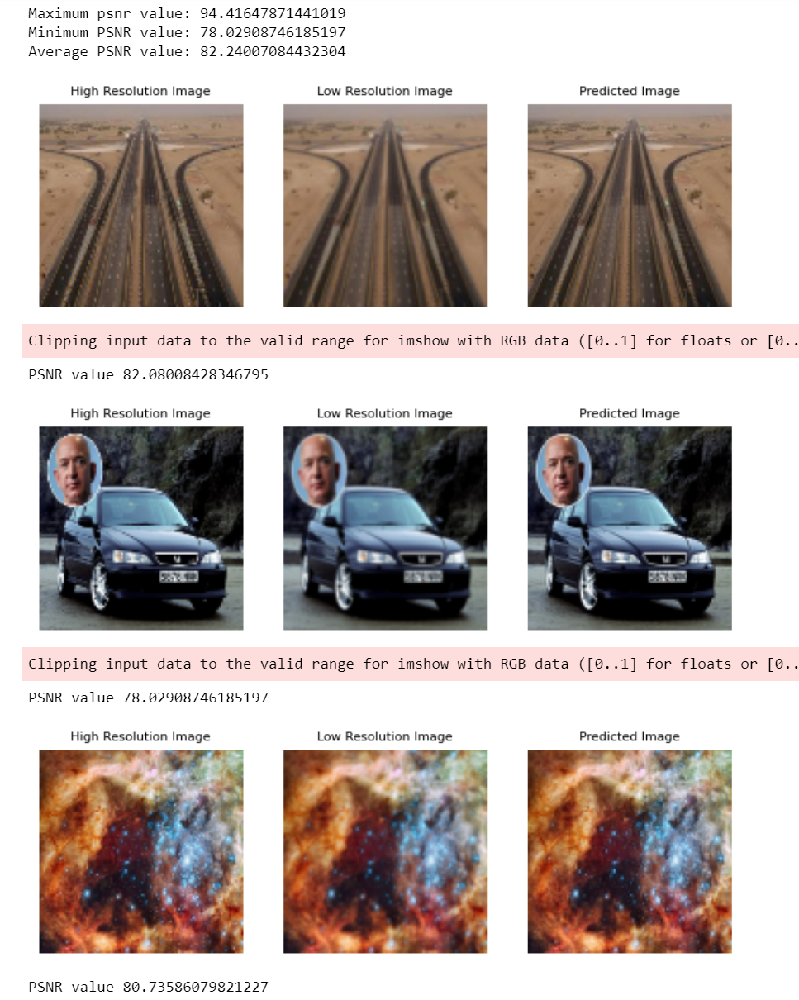 Maximum psnr value: 94.41647871441019
Minimum PSNR value: 78.02908746185197
Average PSNR value: 82.24007084432304
High Resolution Image Low Resolution Image Predicted Image
Clipping input data to the valid range for imshow with RGB data ([0..1] for floats or [0..
PSNR value 82.08008428346795
High Resolution Image Low Resolution Image Predicted Image
Clipping input data to the valid range for imshow with RGB data ([0..1] for floats or [0..
PSNR value 78.02908746185197
High Resolution Image Low Resolution Image Predicted Image
PSNR value 80.73586079821227